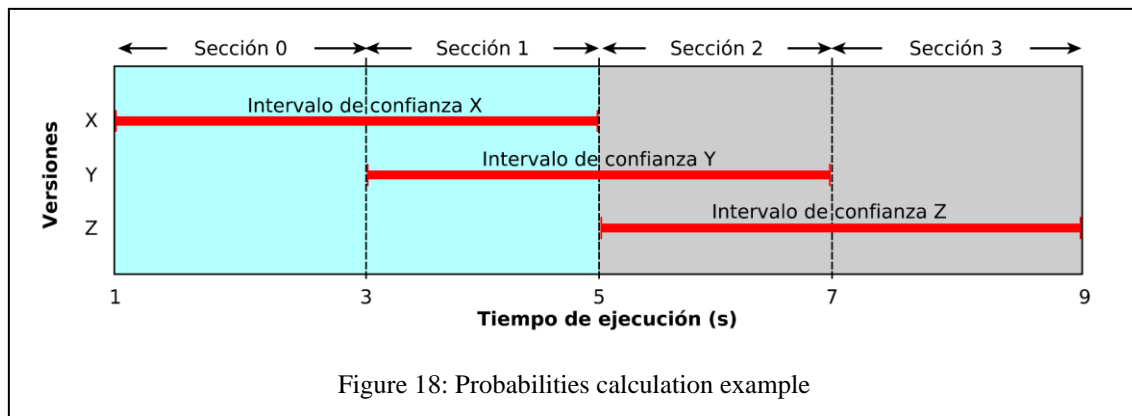 Sección 0 Sección 1 Sección 2 Sección 3
Versiones
X Intervalo de confianza X
Y Intervalo de confianza Y
Z Intervalo de confianza Z
1 3 5 7 9
Tiempo de ejecución (s)
Figure 18: Probabilities calculation example